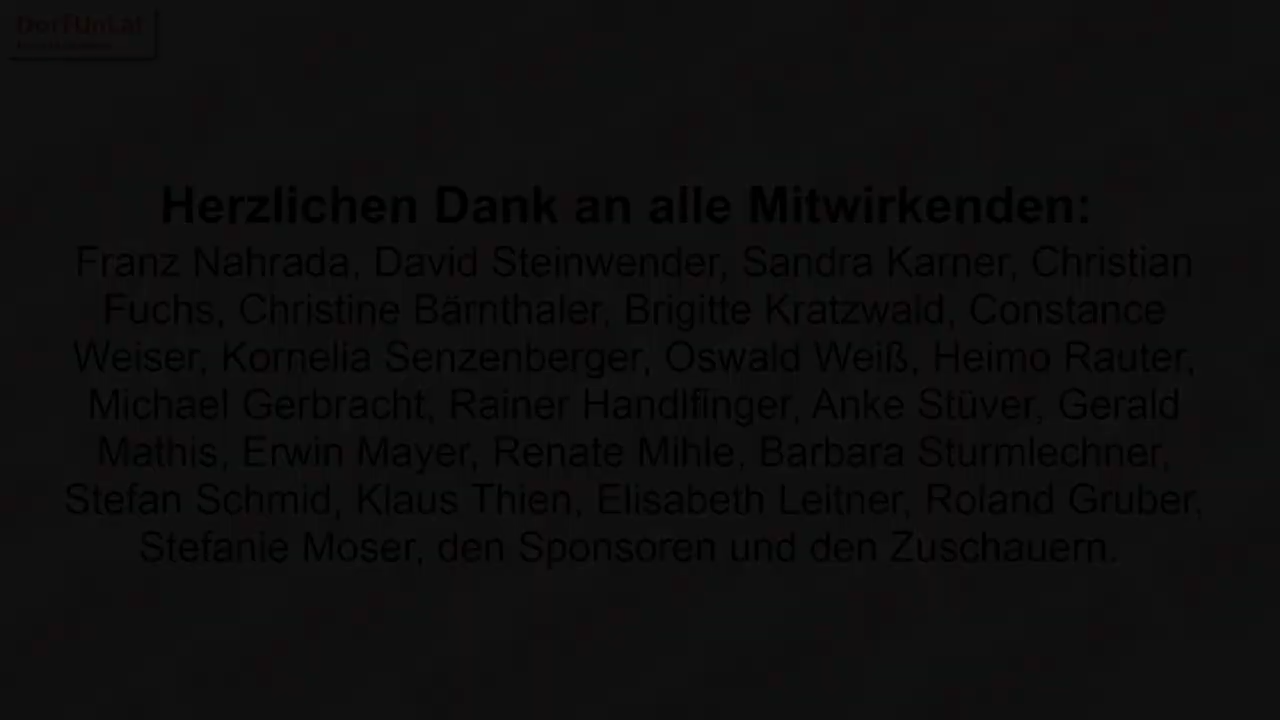 DorfUniLaf
Herzlichen Dank an alle Mitwirkenden:
Franz Nahrada, David Steinwender, Sandra Karner, Christian
Fuchs, Christine Bärnthaler, Brigitte Kratzwald, Constance
Weiser, Kornelia Senzenberger, Oswald Weiß, Heimo Rauter,
Michael Gerbracht, Rainer Handlfinger, Anke Stüver, Gerald
Mathis, Erwin Mayer, Renate Mihle, Barbara Sturmlechner,
Stefan Schmid, Klaus Thien, Elisabeth Leitner, Roland Gruber,
Stefanie Moser, den Sponsoren und den Zuschauern.